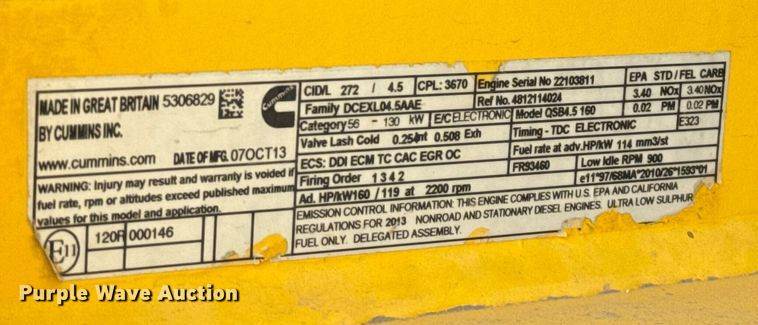 MADE IN GREAT BRITAIN 5306829
BY CUMMINS INC.
www.cummins.com DATE OF MFG. 07OCT13
WARNING: Injury may result and warranty is voided if
fuel rate, rpm or altitudes exceed published maximum
values for this model and application.
E11 120R 000146
Cummins
CID/L 272 / 4.5 CPL: 3670 Engine Serial No 22103811 EPA STD / FEL CARB
Family DCEXL04.5AAE Ref No. 4812114024 3.40 NOx 3.40 NOx
Category 56 - 130 kW E/C ELECTRONIC Model QSB4.5 160 0.02 PM 0.02 PM
Valve Lash Cold 0.254 Int 0.508 Exh Timing - TDC ELECTRONIC E323
ECS: DDI ECM TC CAC EGR OC Fuel rate at adv.HP/kW 114 mm3/st
Firing Order 1 3 4 2 FR93460 Low Idle RPM 900
Ad. HP/kW160 / 119 at 2200 rpm e11*97/68MA*2010/26*1593*01
EMISSION CONTROL INFORMATION: THIS ENGINE COMPLIES WITH U.S. EPA AND CALIFORNIA
REGULATIONS FOR 2013 NONROAD AND STATIONARY DIESEL ENGINES. ULTRA LOW SULPHUR
FUEL ONLY. DELEGATED ASSEMBLY.
Purple Wave Auction